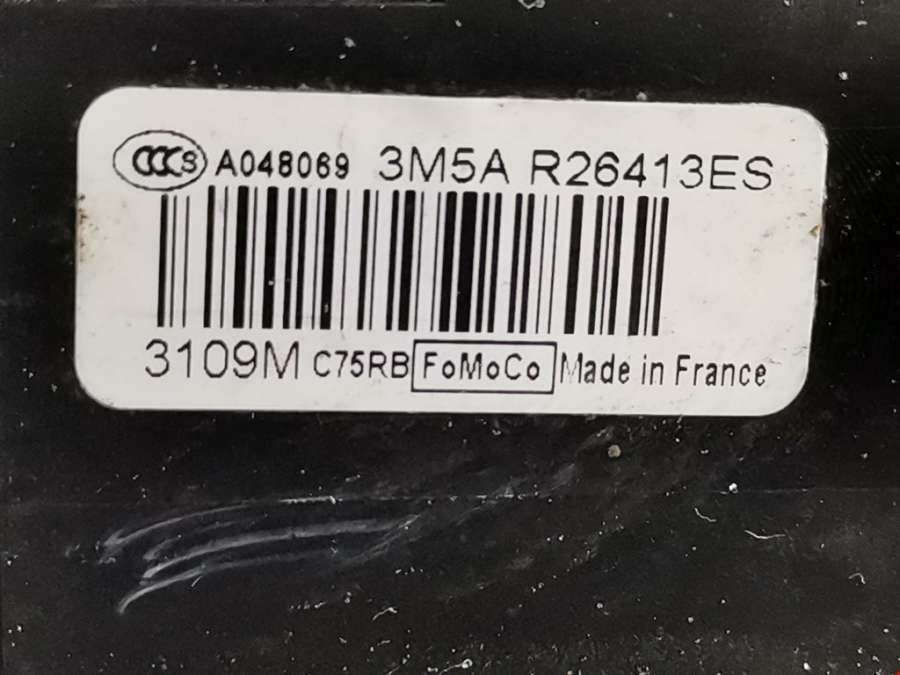 CCC S A048069 3M5A R26413ES
3109M C75RB FoMoCo Made in France